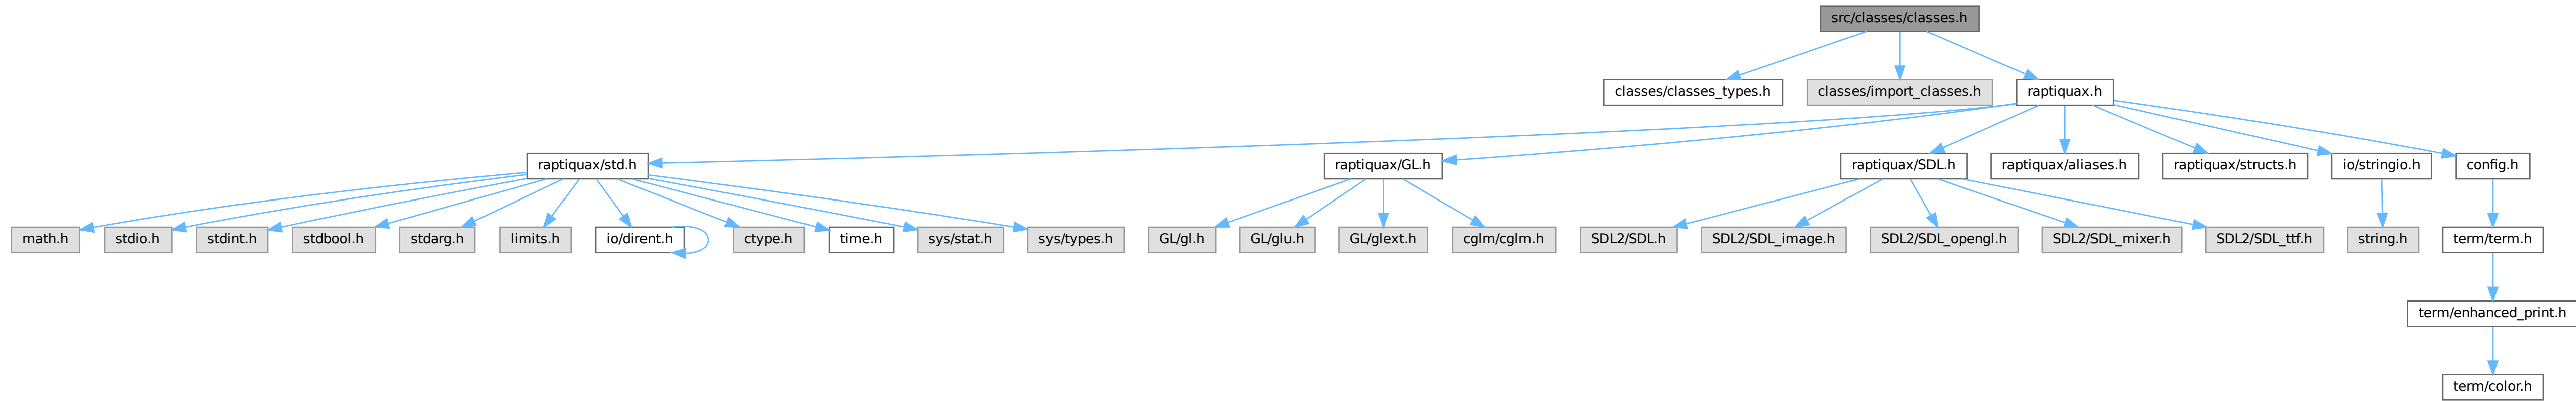 src/classes/classes.h
classes/classes_types.h
classes/import_classes.h
raptiquax.h
raptiquax/std.h
raptiquax/GL.h
raptiquax/SDL.h
raptiquax/aliases.h
raptiquax/structs.h
io/stringio.h
config.h
math.h
stdio.h
stdint.h
stdbool.h
stdarg.h
limits.h
io/dirent.h
ctype.h
time.h
sys/stat.h
sys/types.h
GL/gl.h
GL/glu.h
GL/glext.h
cglm/cglm.h
SDL2/SDL.h
SDL2/SDL_image.h
SDL2/SDL_opengl.h
SDL2/SDL_mixer.h
SDL2/SDL_ttf.h
string.h
term/term.h
term/enhanced_print.h
term/color.h